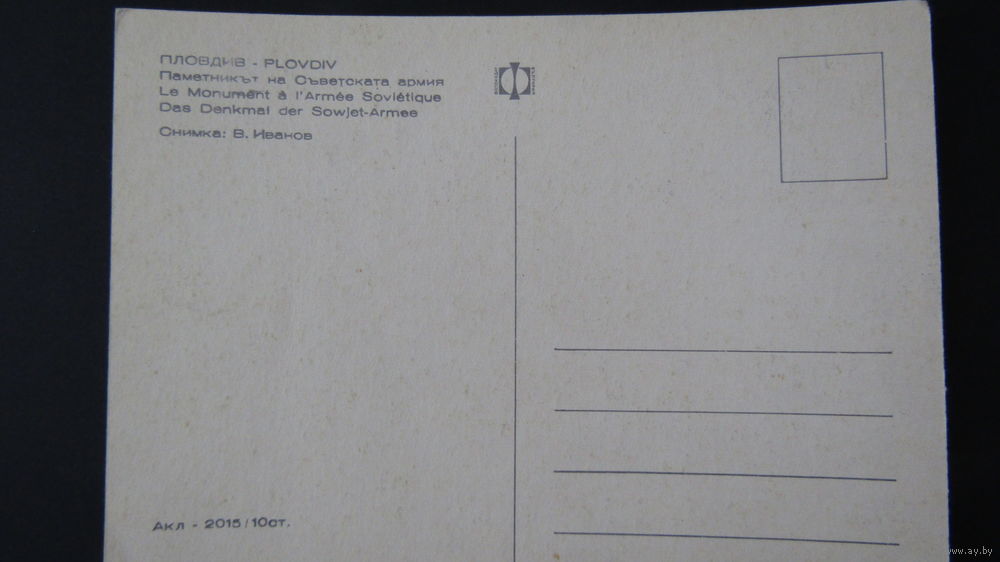 ПЛОВДИВ - PLOVDIV
Паметникът на Съветската армия
Le Monument à l'Armée Soviétique
Das Denkmal der Sowjet-Armee
Снимка: В. Иванов
Акл - 2015/10ст.
www.ay.by